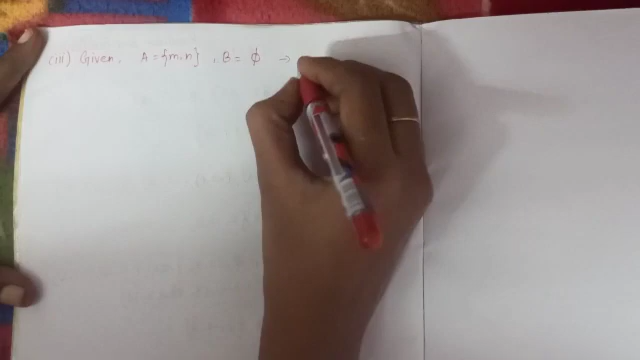 (iii) Given, A = {m,n} , B = ϕ →